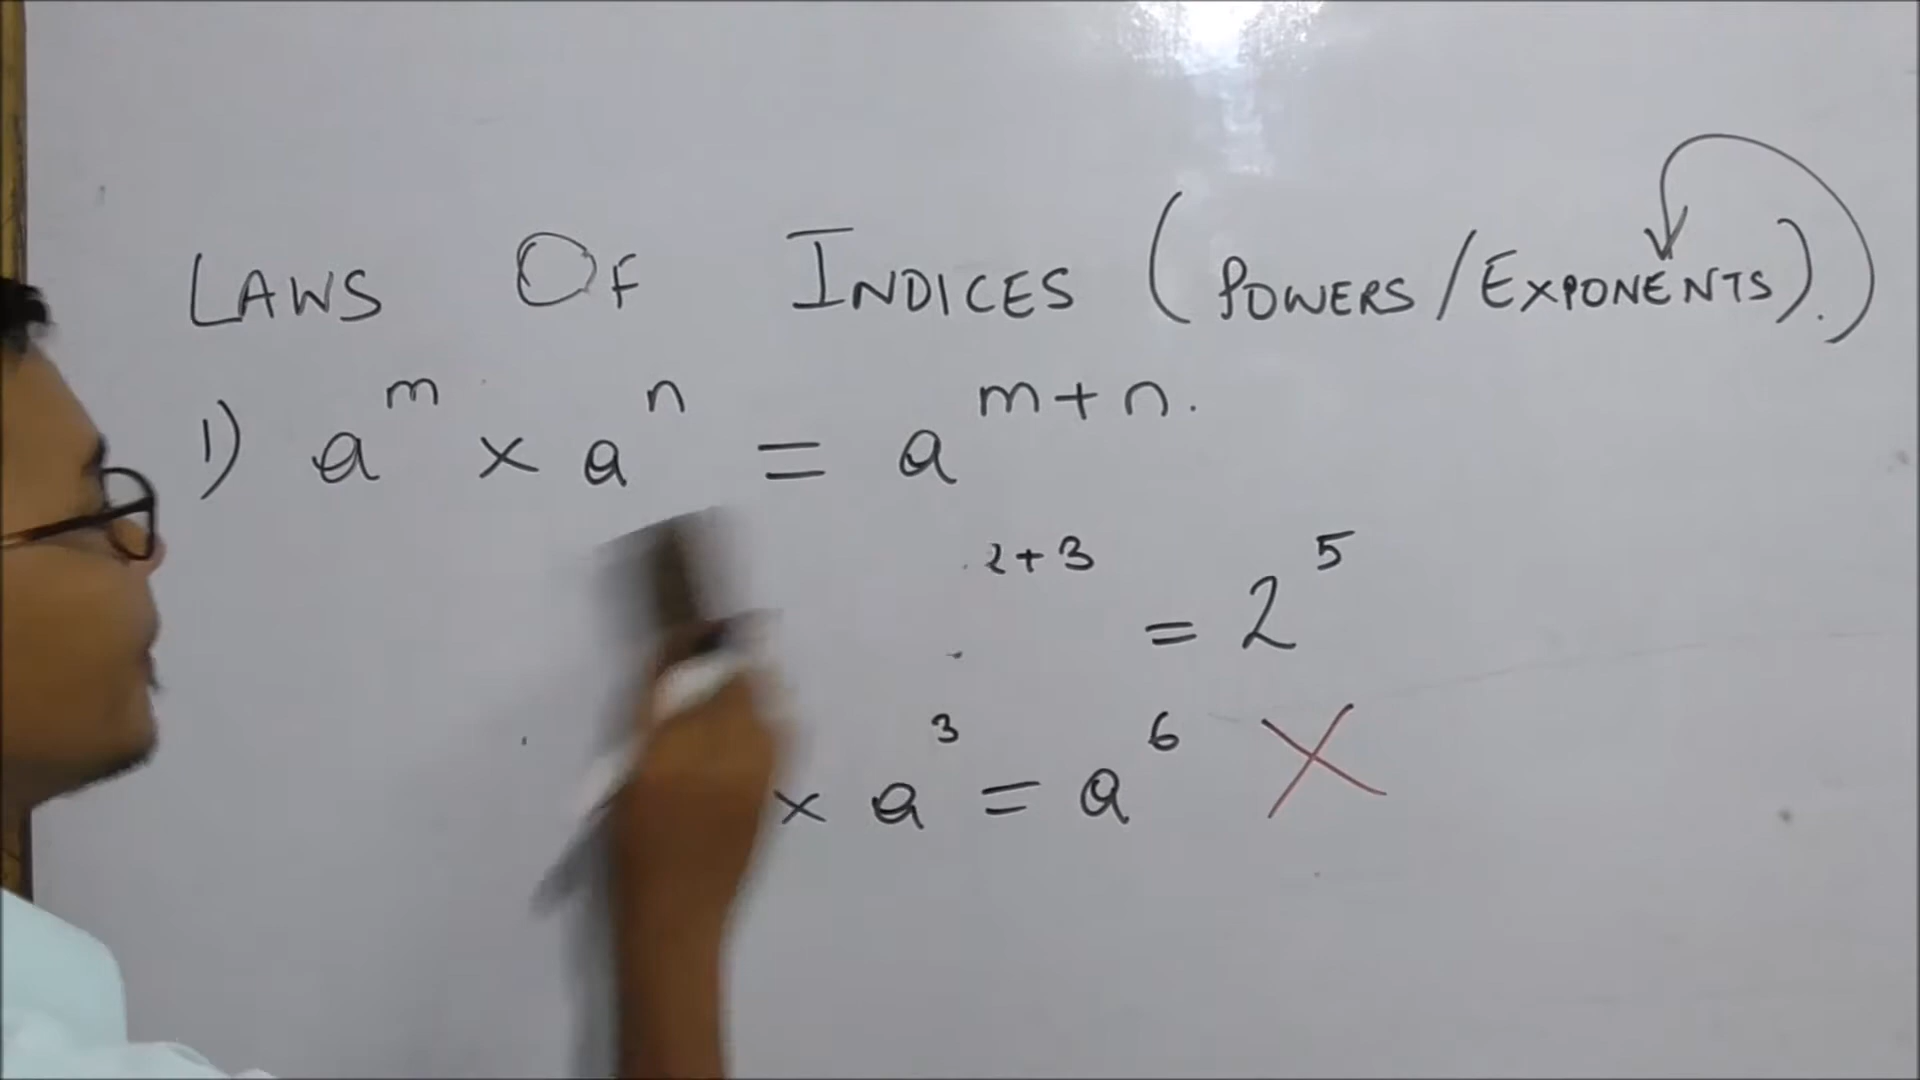 LAWS OF INDICES (POWERS/EXPONENTS).)
1) a^m × a^n = a^(m+n).
2+3 = 2^5
× a^3 = a^6 ×